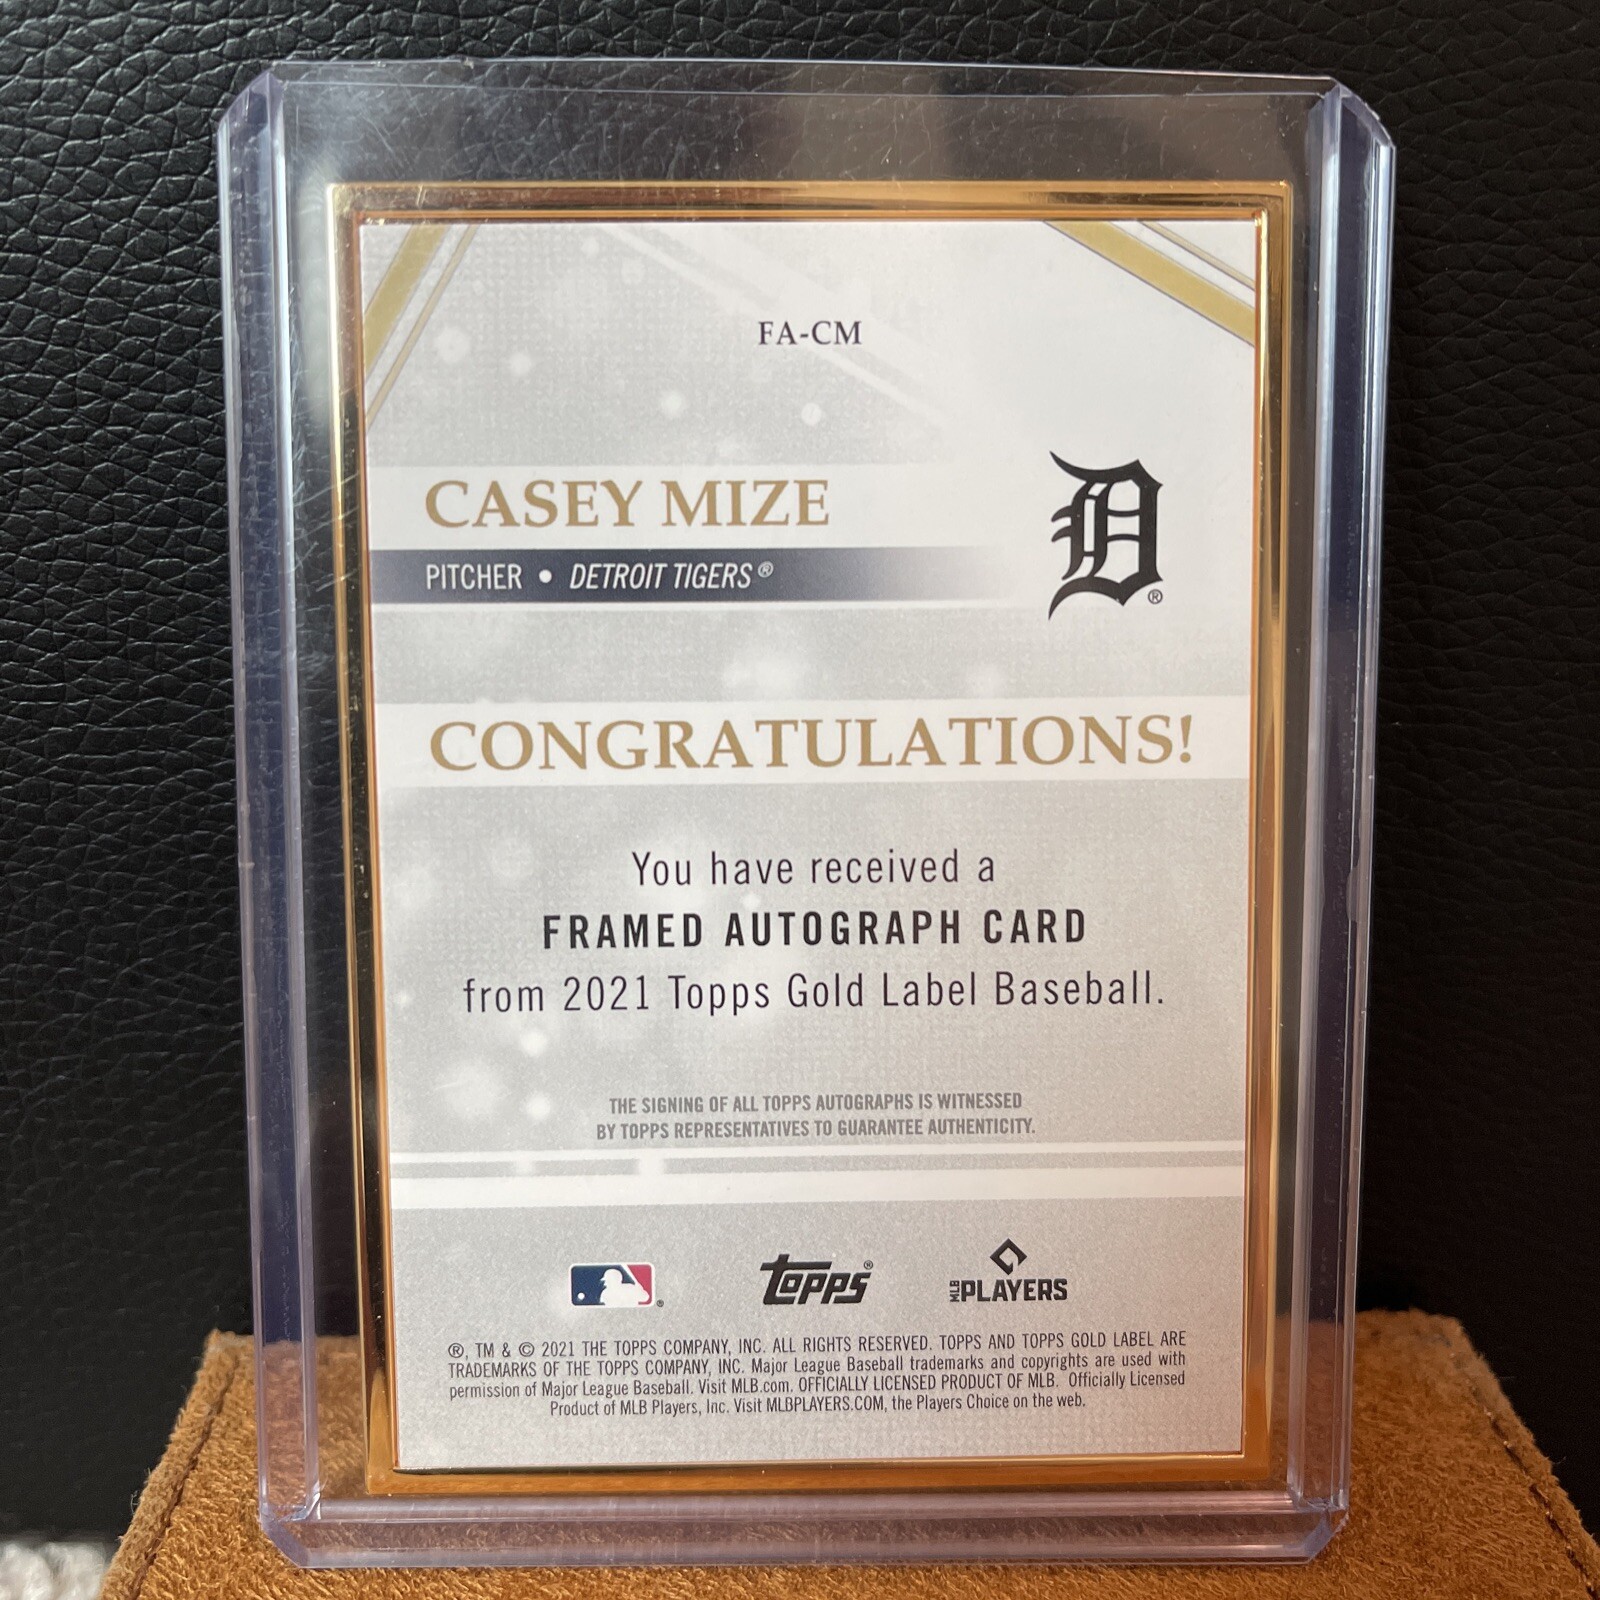 FA-CM
CASEY MIZE
PITCHER • DETROIT TIGERS®
D®
CONGRATULATIONS!
You have received a
FRAMED AUTOGRAPH CARD
from 2021 Topps Gold Label Baseball.
THE SIGNING OF ALL TOPPS AUTOGRAPHS IS WITNESSED
BY TOPPS REPRESENTATIVES TO GUARANTEE AUTHENTICITY.
® topps® MLB PLAYERS
®, TM & © 2021 THE TOPPS COMPANY, INC. ALL RIGHTS RESERVED. TOPPS AND TOPPS GOLD LABEL ARE
TRADEMARKS OF THE TOPPS COMPANY, INC. Major League Baseball trademarks and copyrights are used with
permission of Major League Baseball. Visit MLB.com. OFFICIALLY LICENSED PRODUCT OF MLB. Officially Licensed
Product of MLB Players, Inc. Visit MLBPLAYERS.COM, the Players Choice on the web.